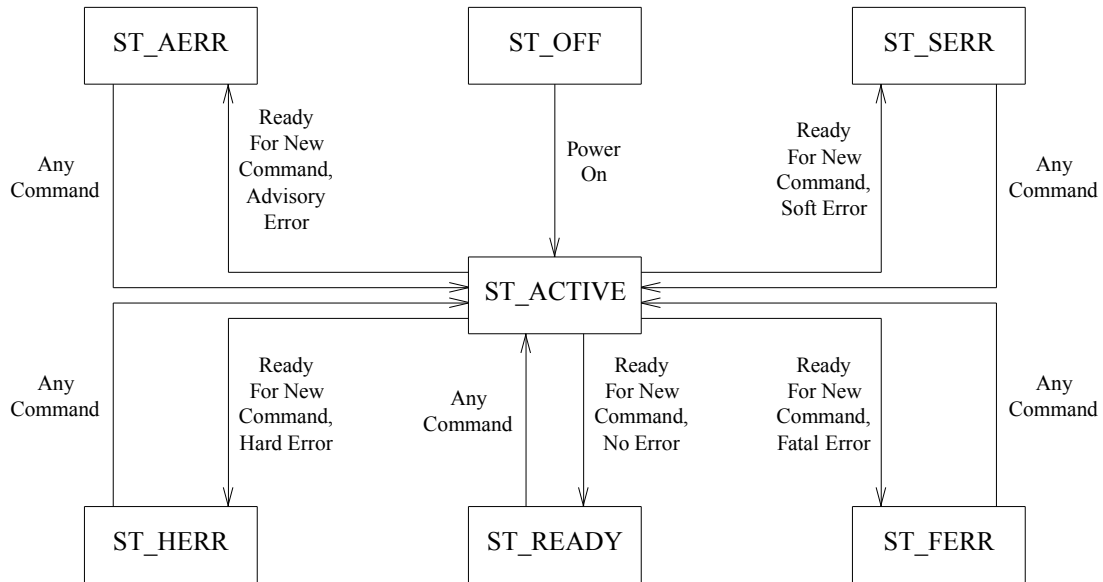 ST_AERR
ST_OFF
ST_SERR
Any
Command
Ready
For New
Command,
Advisory
Error
Power
On
Ready
For New
Command,
Soft Error
Any
Command
ST_ACTIVE
Any
Command
Ready
For New
Command,
Hard Error
Any
Command
Ready
For New
Command,
No Error
Ready
For New
Command,
Fatal Error
Any
Command
ST_HERR
ST_READY
ST_FERR